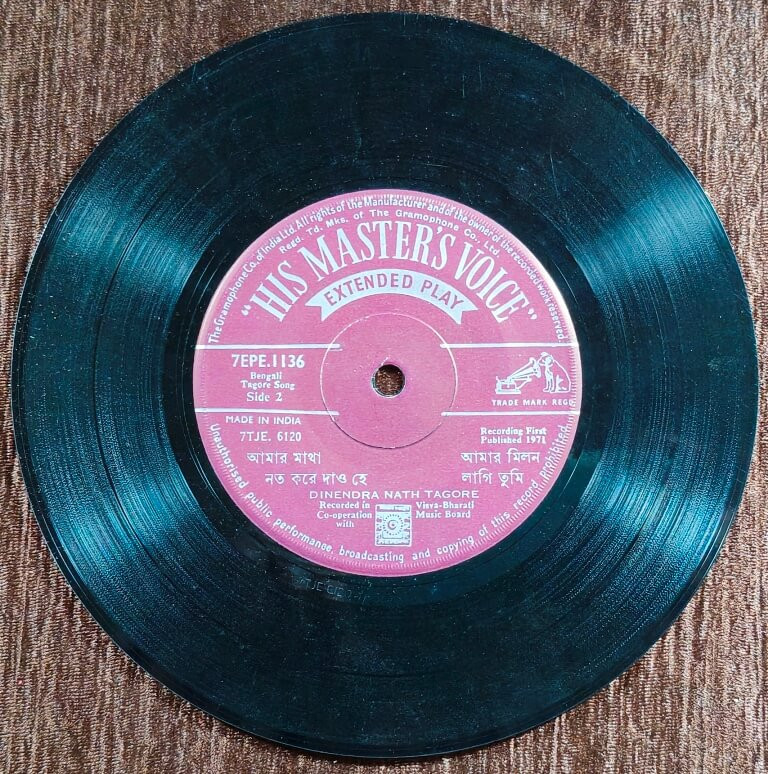 The Gramophone Co. of India Ltd. All rights of the Manufacturer and of the owner of the recorded work reserved
Regd. Td. Mks. of The Gramophone Co., Ltd.
"HIS MASTER'S VOICE"
EXTENDED PLAY
7EPE.1136
Bengali
Tagore Song
Side 2
TRADE MARK REGD
MADE IN INDIA
7TJE. 6120
Recording First
Published 1971
আমার মাথা
নত করে দাও হে
আমার মিলন
লাগি তুমি
DINENDRA NATH TAGORE
Recorded in Visva-Bharati
Co-operation Music Board
with
Unauthorised public performance, broadcasting and copying of this record prohibited